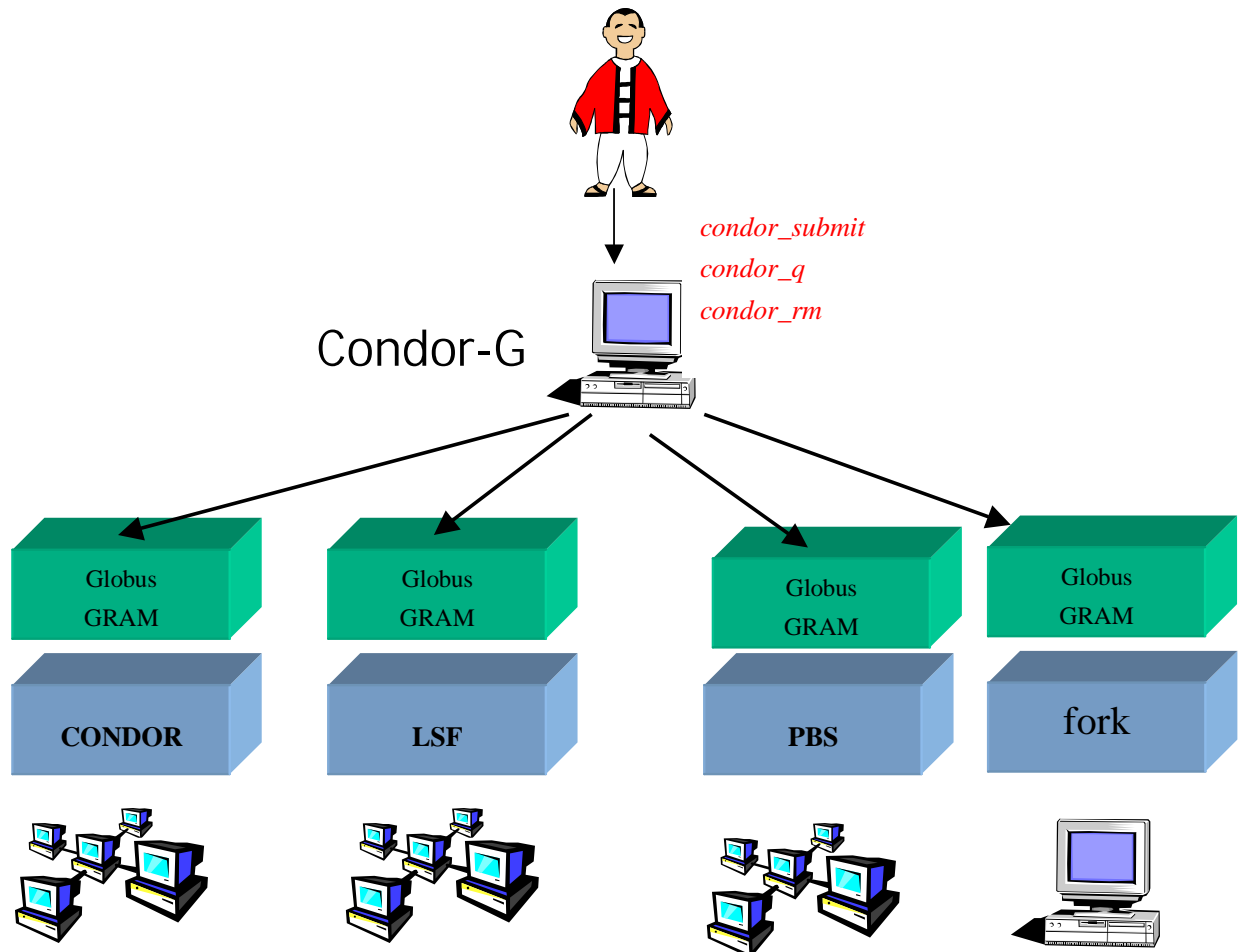 condor_submit
condor_q
condor_rm
Condor-G
Globus
GRAM
Globus
GRAM
Globus
GRAM
Globus
GRAM
CONDOR
LSF
PBS
fork